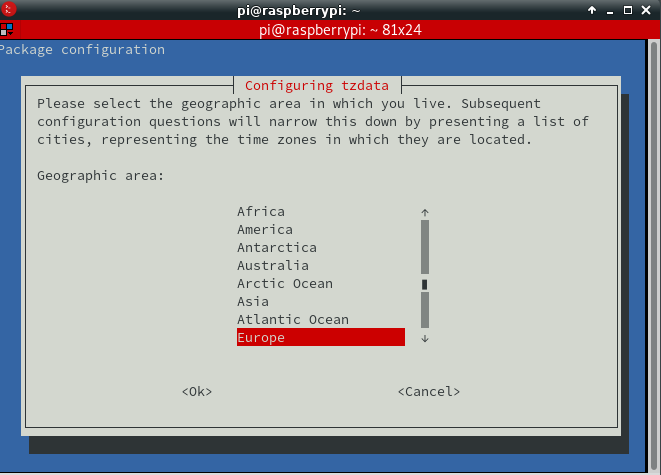 pi@raspberrypi: ~
pi@raspberrypi: ~ 81x24
Package configuration
Configuring tzdata
Please select the geographic area in which you live. Subsequent
configuration questions will narrow this down by presenting a list of
cities, representing the time zones in which they are located.
Geographic area:
Africa
America
Antarctica
Australia
Arctic Ocean
Asia
Atlantic Ocean
Europe
<Ok> <Cancel>